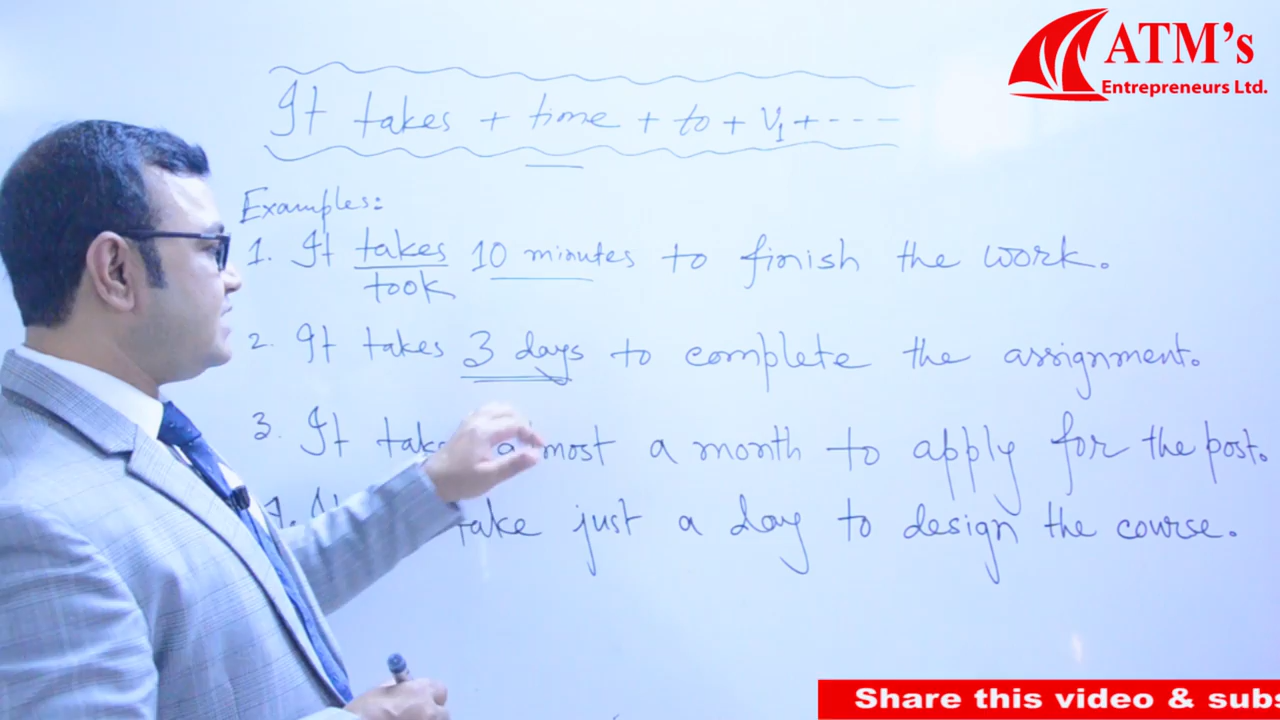 ATM's
Entrepreneurs Ltd.
It takes + time + to + V1 + ----
Examples:
1. It takes 10 minutes to finish the work.
took
2. It takes 3 days to complete the assignment.
3. It most a month to apply for the post.
take just a day to design the course.
Share this video & subs